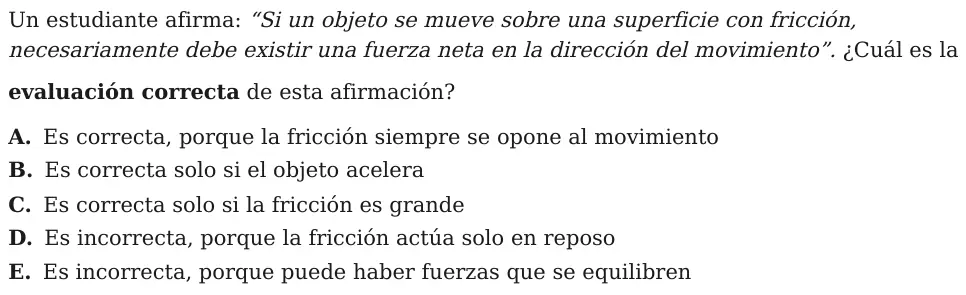 Un estudiante afirma: “Si un objeto se mueve sobre una superficie con fricción,
necesariamente debe existir una fuerza neta en la dirección del movimiento”. ¿Cuál es la
evaluación correcta de esta afirmación?
A. Es correcta, porque la fricción siempre se opone al movimiento
B. Es correcta solo si el objeto acelera
C. Es correcta solo si la fricción es grande
D. Es incorrecta, porque la fricción actúa solo en reposo
E. Es incorrecta, porque puede haber fuerzas que se equilibren